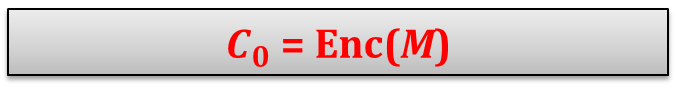 C₀ = Enc(M)